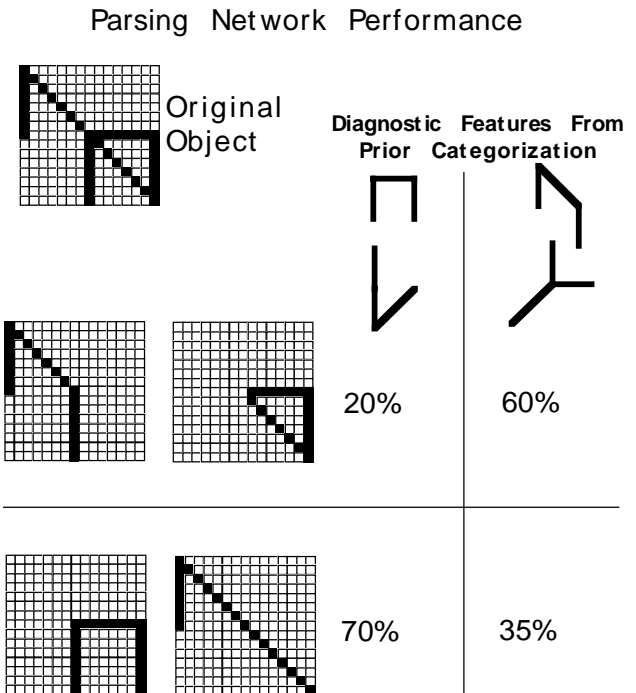 Parsing Network Performance
Original
Object
Diagnostic Features From
Prior Categorization
20%
60%
70%
35%